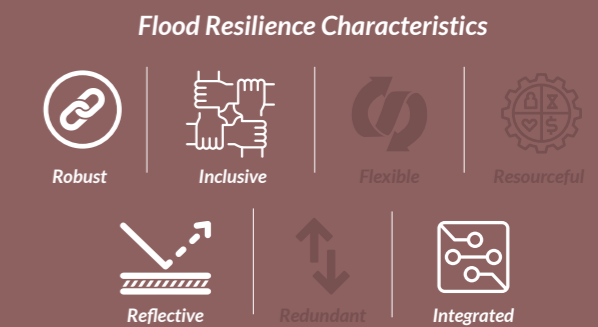 Flood Resilience Characteristics
Robust
Inclusive
Flexible
Resourceful
Reflective
Redundant
Integrated